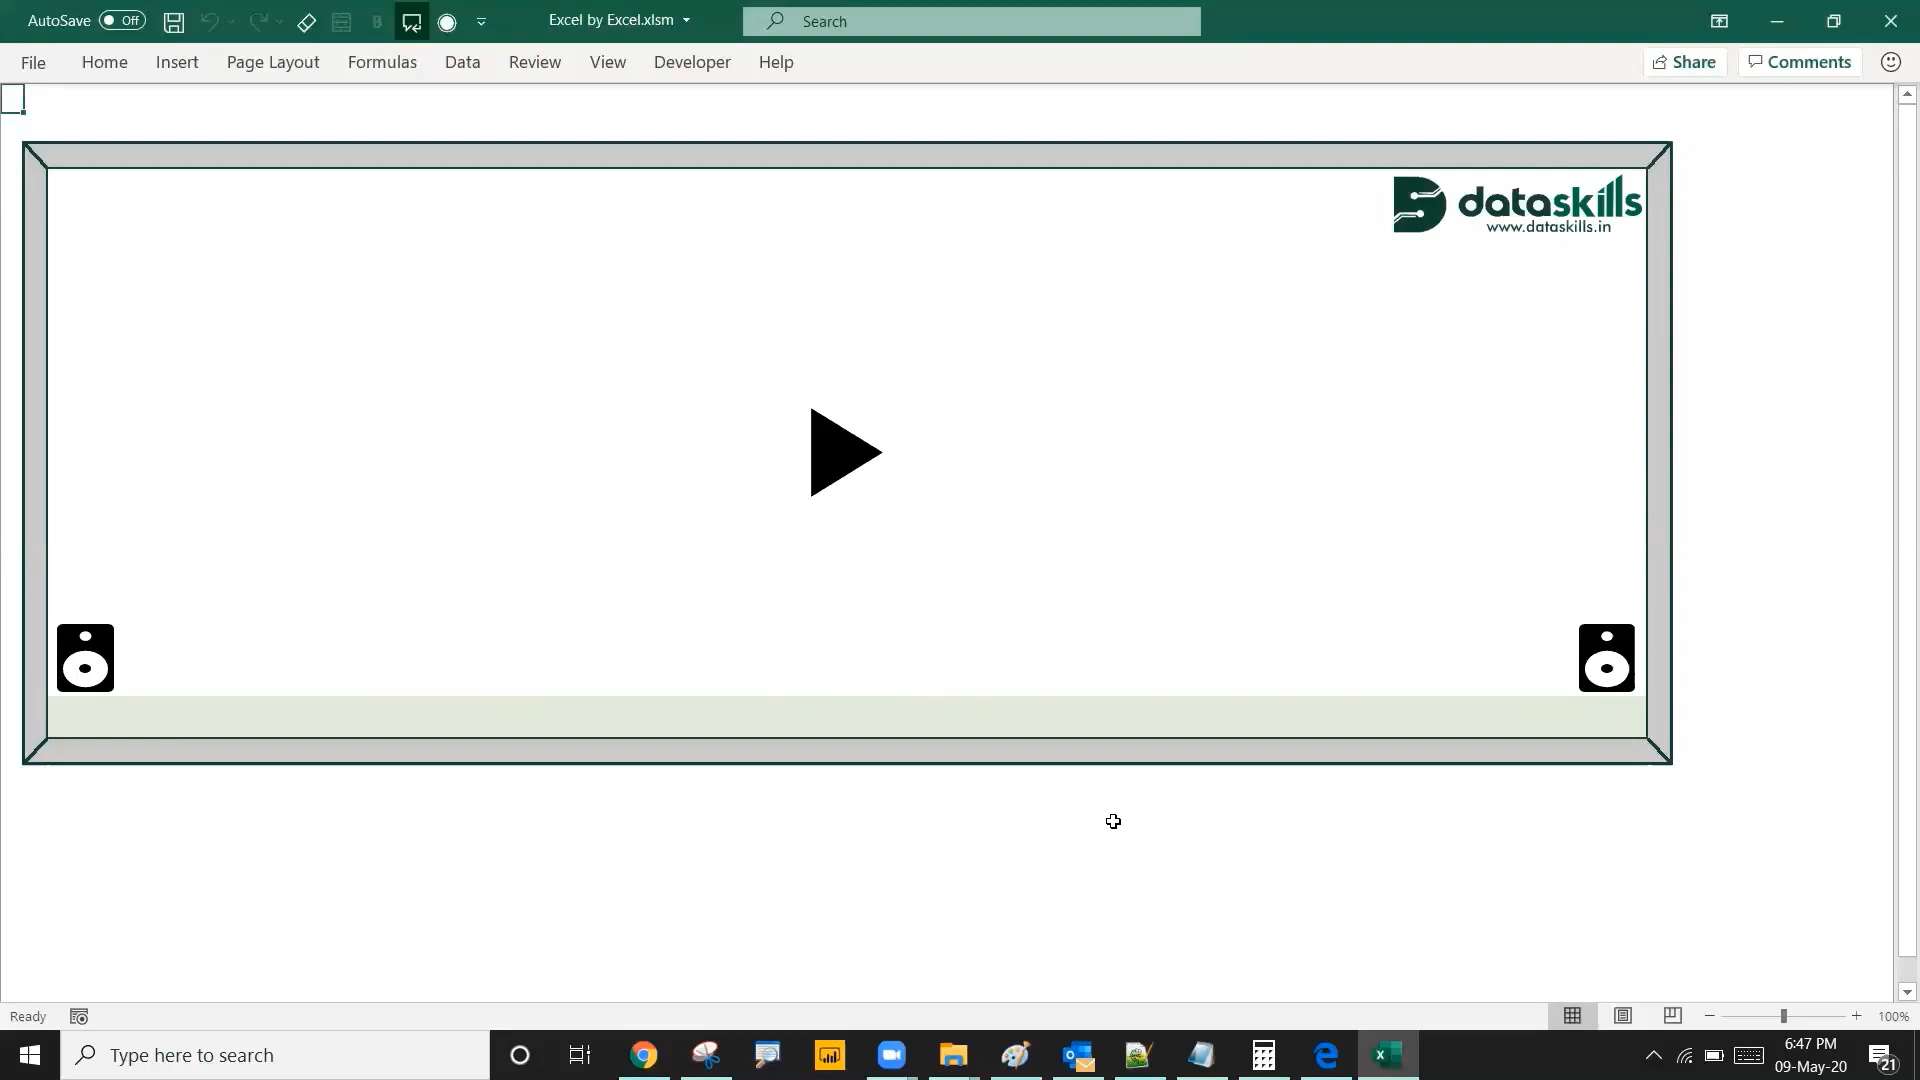 AutoSave Off B Excel by Excel.xlsm Search
File Home Insert Page Layout Formulas Data Review View Developer Help Share Comments
dataskills
www.dataskills.in
Ready 100%
Type here to search 6:47 PM
09-May-20 21